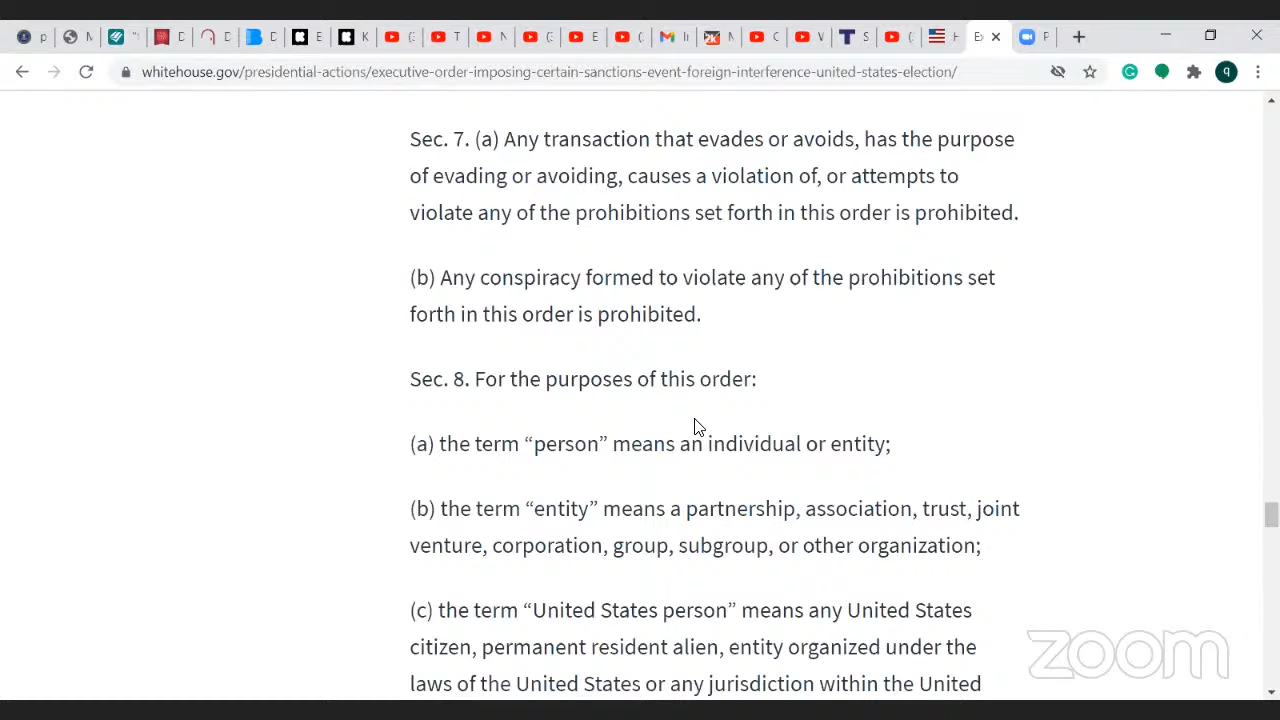 p N " D D D E K (: T N (: E ( Ir N C V S ( H E> P
whitehouse.gov/presidential-actions/executive-order-imposing-certain-sanctions-event-foreign-interference-united-states-election/
q
Sec. 7. (a) Any transaction that evades or avoids, has the purpose
of evading or avoiding, causes a violation of, or attempts to
violate any of the prohibitions set forth in this order is prohibited.
(b) Any conspiracy formed to violate any of the prohibitions set
forth in this order is prohibited.
Sec. 8. For the purposes of this order:
(a) the term “person” means an individual or entity;
(b) the term “entity” means a partnership, association, trust, joint
venture, corporation, group, subgroup, or other organization;
(c) the term “United States person” means any United States
citizen, permanent resident alien, entity organized under the
laws of the United States or any jurisdiction within the United
zoom